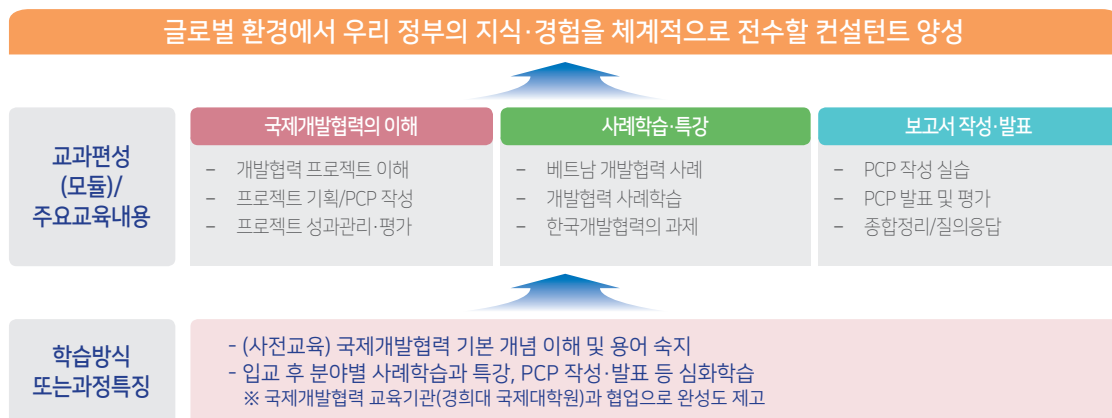 글로벌 환경에서 우리 정부의 지식·경험을 체계적으로 전수할 컨설턴트 양성
교과편성
(모듈)/
주요교육내용
국제개발협력의 이해
- 개발협력 프로젝트 이해
- 프로젝트 기획/PCP 작성
- 프로젝트 성과관리·평가
사례학습·특강
- 베트남 개발협력 사례
- 개발협력 사례학습
- 한국개발협력의 과제
보고서 작성·발표
- PCP 작성 실습
- PCP 발표 및 평가
- 종합정리/질의응답
학습방식
또는과정특징
- (사전교육) 국제개발협력 기본 개념 이해 및 용어 숙지
- 입교 후 분야별 사례학습과 특강, PCP 작성·발표 등 심화학습
※ 국제개발협력 교육기관(경희대 국제대학원)과 협업으로 완성도 제고